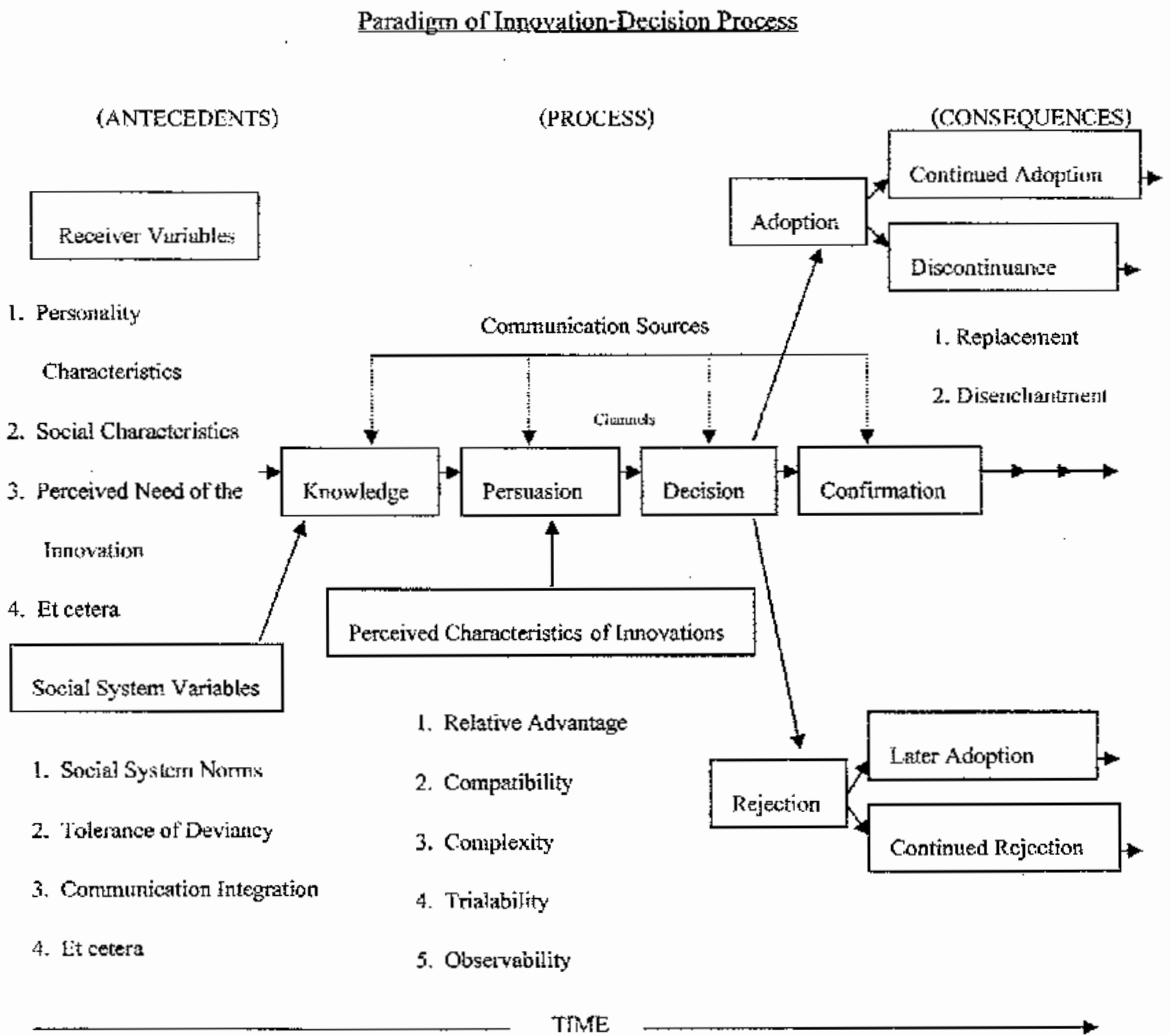 Paradigm of Innovation-Decision Process
(ANTECEDENTS)
(PROCESS)
(CONSEQUENCES)
Receiver Variables
1. Personality
Characteristics
2. Social Characteristics
3. Perceived Need of the
Innovation
4. Et cetera
Social System Variables
1. Social System Norms
2. Tolerance of Deviancy
3. Communication Integration
4. Et cetera
Communication Sources
Channels
Knowledge
Persuasion
Decision
Confirmation
Perceived Characteristics of Innovations
1. Relative Advantage
2. Compatibility
3. Complexity
4. Trialability
5. Observability
Adoption
Continued Adoption
Discontinuance
1. Replacement
2. Disenchantment
Rejection
Later Adoption
Continued Rejection
TIME